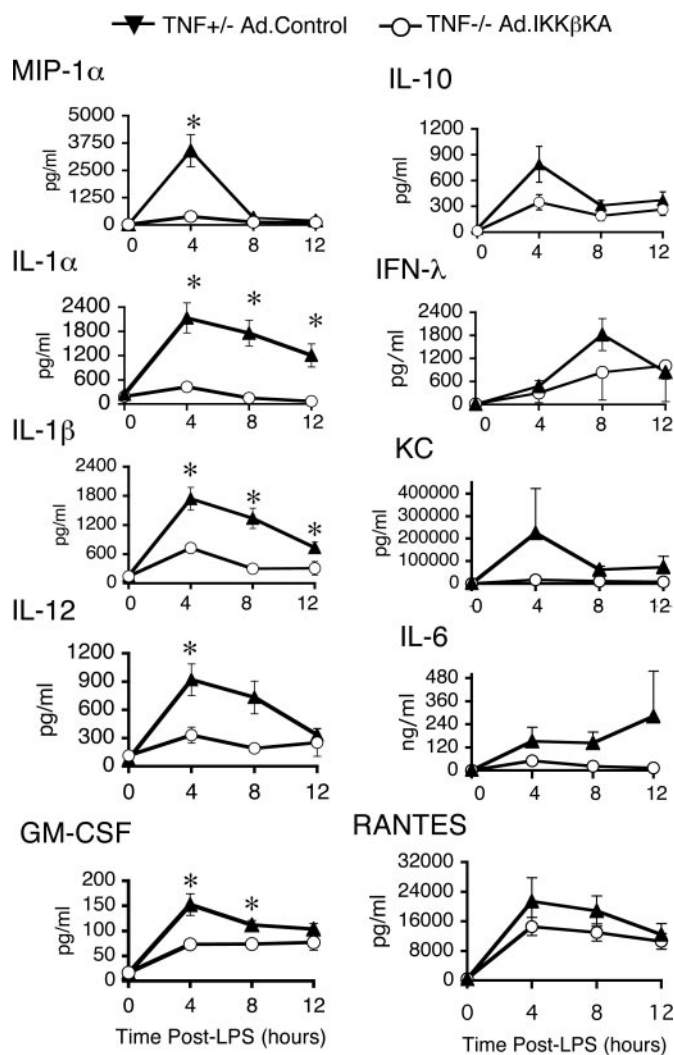 TNF+/- Ad.Control TNF-/- Ad.IKKβKA
MIP-1α
5000
3750
2500
1250
0
pg/ml
*
0 4 8 12
IL-1α
2400
1800
1200
600
0
pg/ml
* * *
0 4 8 12
IL-1β
2400
1800
1200
600
0
pg/ml
* * *
0 4 8 12
IL-12
1200
900
600
300
0
pg/ml
*
0 4 8 12
GM-CSF
200
150
100
50
0
pg/ml
* *
0 4 8 12
Time Post-LPS (hours)
IL-10
1200
900
600
300
0
pg/ml
0 4 8 12
IFN-λ
2400
1800
1200
600
0
pg/ml
0 4 8 12
KC
400000
300000
200000
100000
0
pg/ml
0 4 8 12
IL-6
480
360
240
120
0
ng/ml
0 4 8 12
RANTES
32000
24000
16000
8000
0
pg/ml
0 4 8 12
Time Post-LPS (hours)